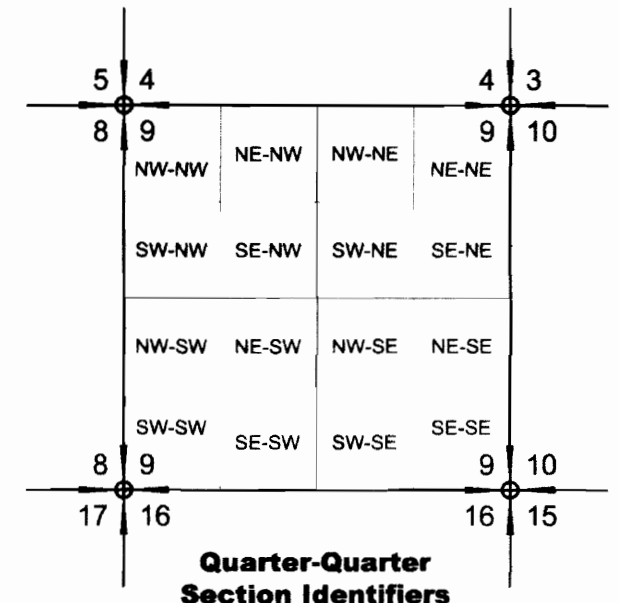 5 4 4 3
8 9 9 10
NW-NW NE-NW NW-NE NE-NE
SW-NW SE-NW SW-NE SE-NE
NW-SW NE-SW NW-SE NE-SE
SW-SW SE-SW SW-SE SE-SE
8 9 9 10
17 16 16 15
Quarter-Quarter
Section Identifiers